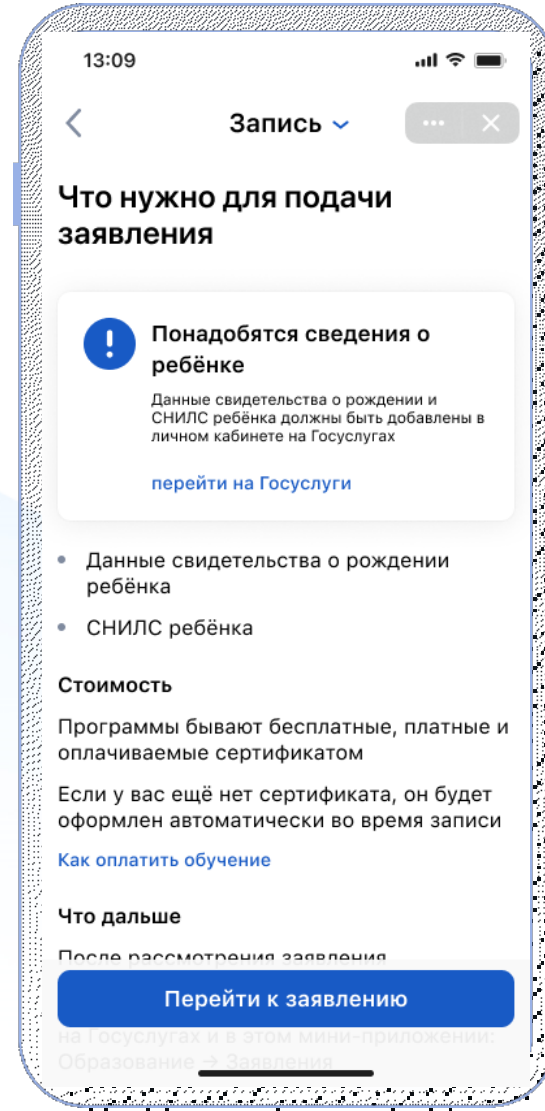 13:09
Запись
Что нужно для подачи
заявления
Понадобятся сведения о
ребёнке
Данные свидетельства о рождении и
СНИЛС ребёнка должны быть добавлены в
личном кабинете на Госуслугах
перейти на Госуслуги
• Данные свидетельства о рождении
ребёнка
• СНИЛС ребёнка
Стоимость
Программы бывают бесплатные, платные и
оплачиваемые сертификатом
Если у вас ещё нет сертификата, он будет
оформлен автоматически во время записи
Как оплатить обучение
Что дальше
После рассмотрения заявления
Перейти к заявлению
на Госуслугах и в этом мини-приложении:
Образование → Заявления